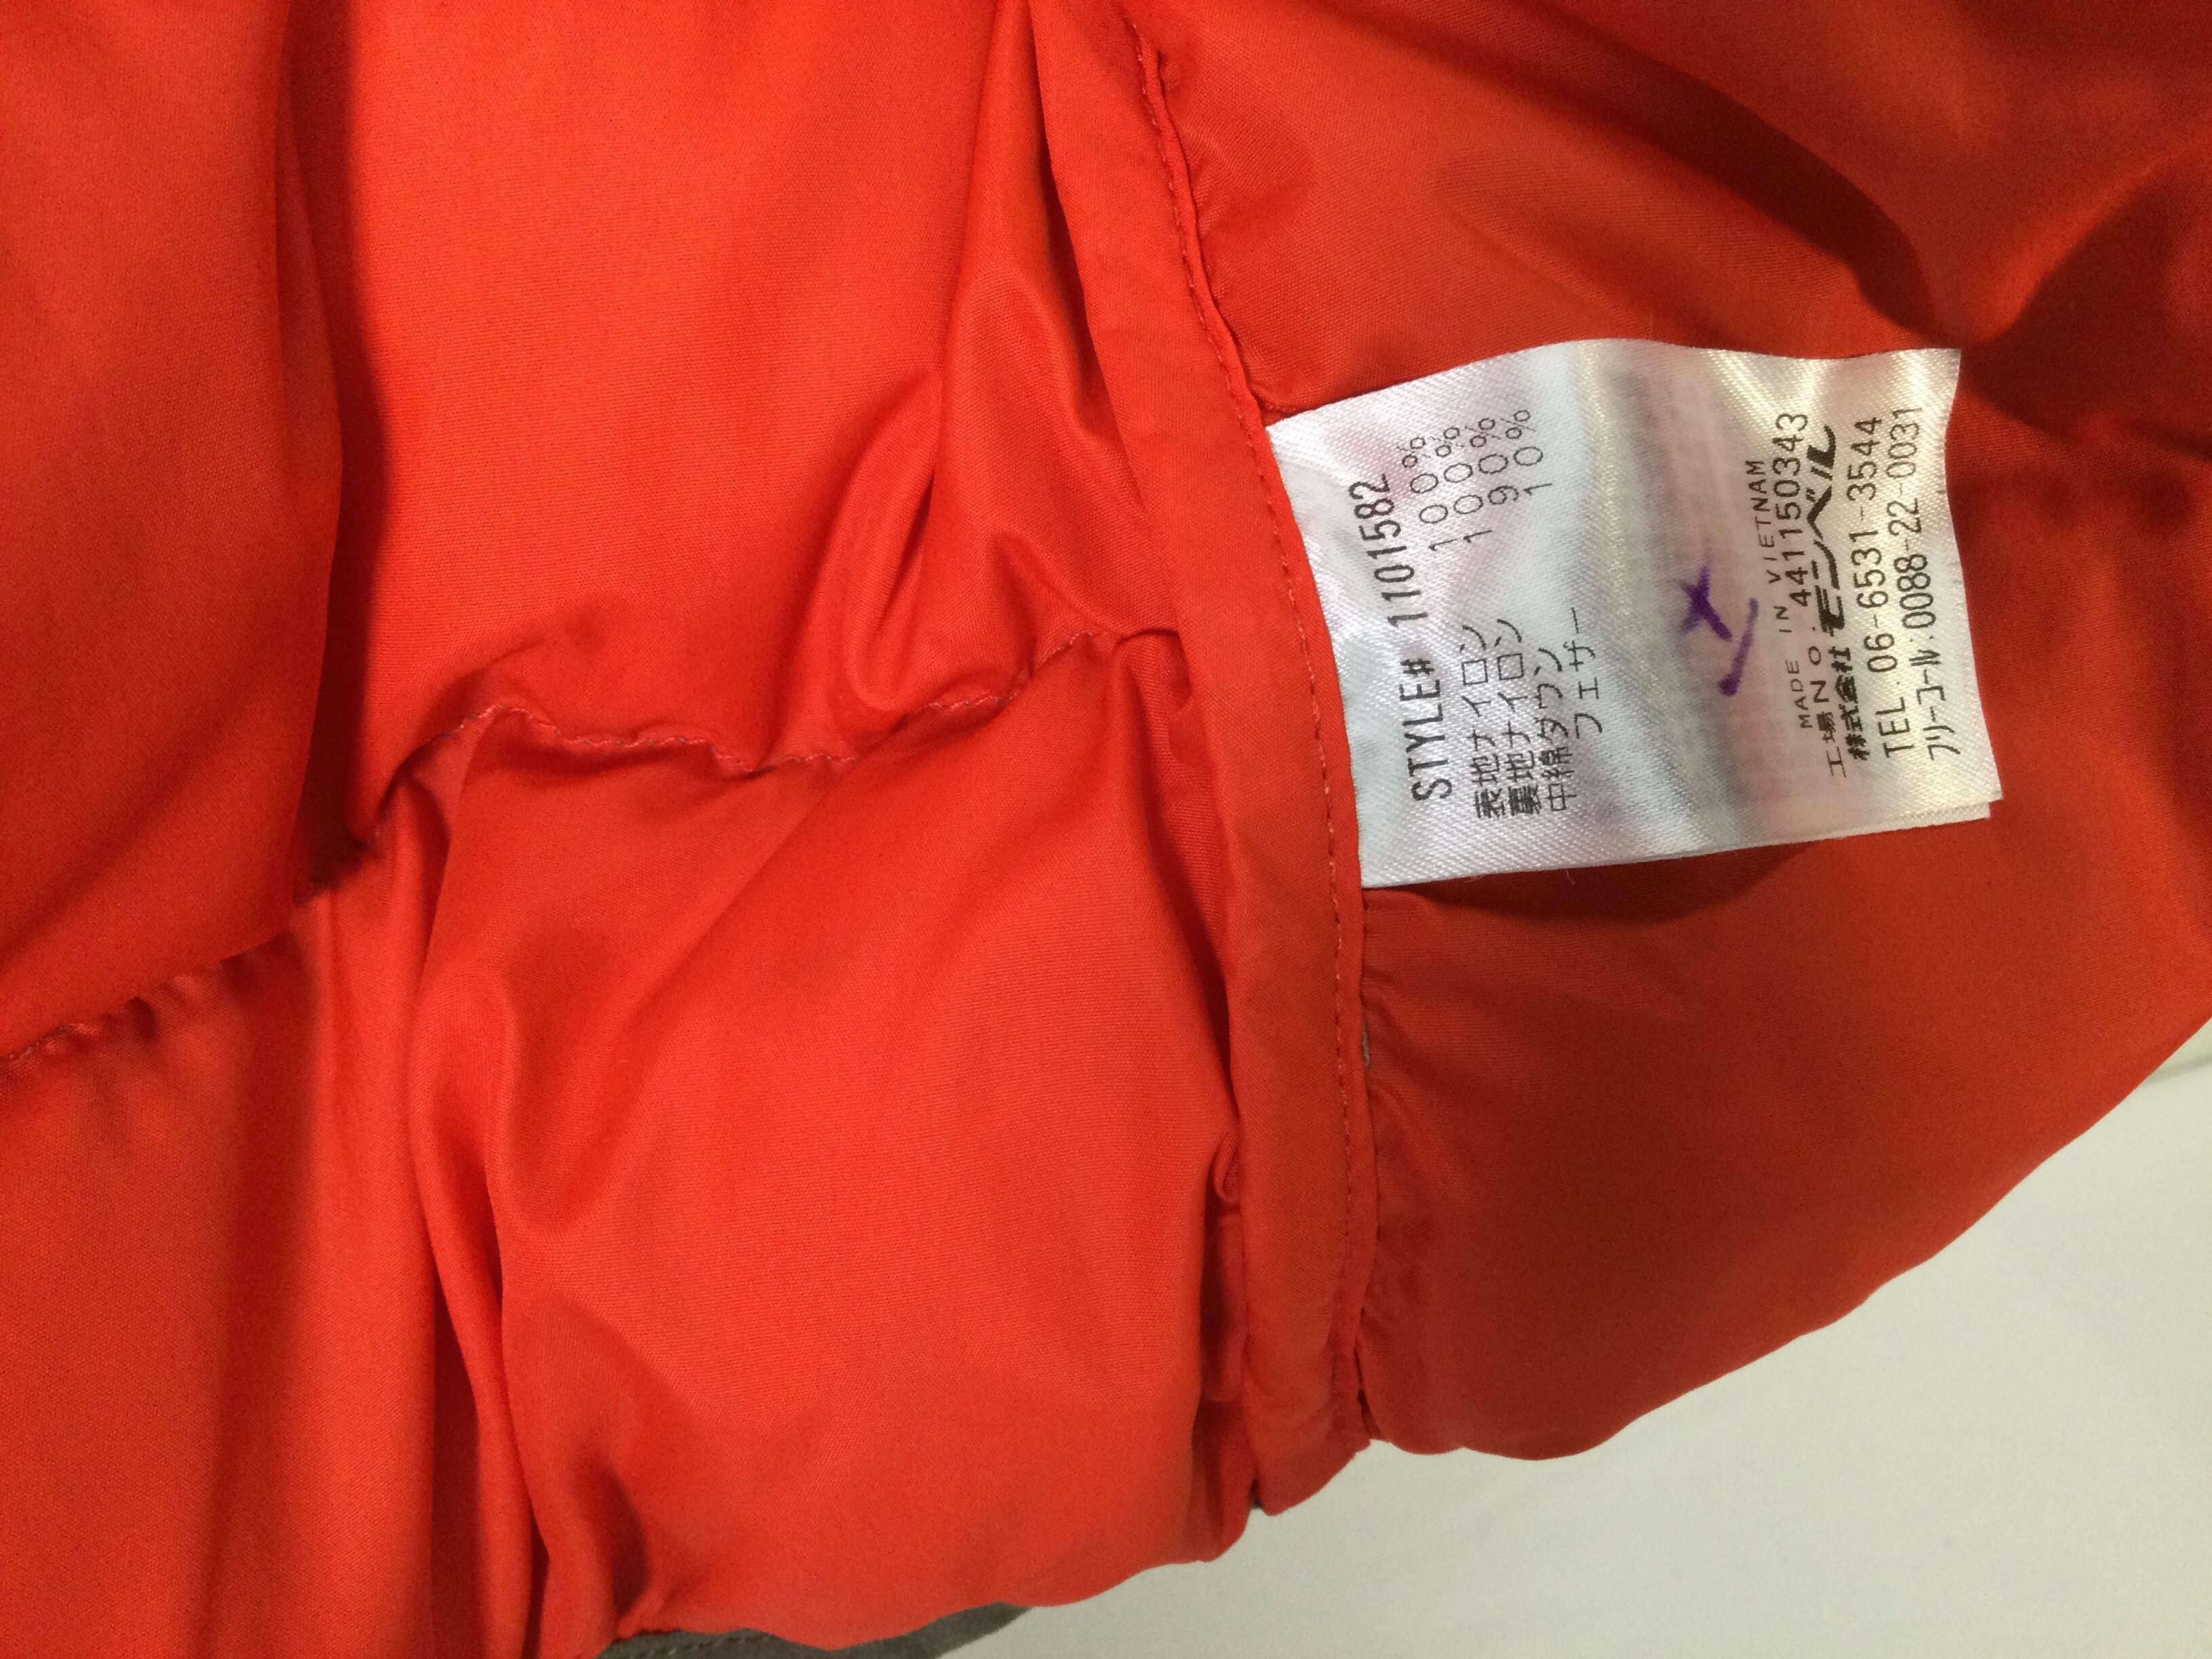 STYLE# 1101582
表地ナイロン 100%
裏地ナイロン 100%
中綿ダウン 90%
フェザー 10%
MADE IN VIETNAM
工場NO.441150343
株式会社モンベル
TEL.06-6531-3544
フリーコール:0088-22-0031